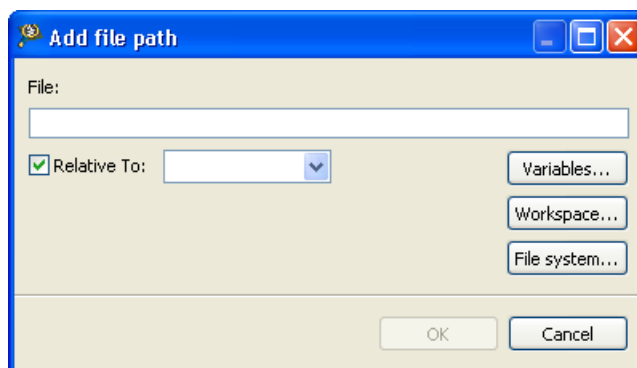 Add file path
File:
Relative To:
Variables...
Workspace...
File system...
OK
Cancel